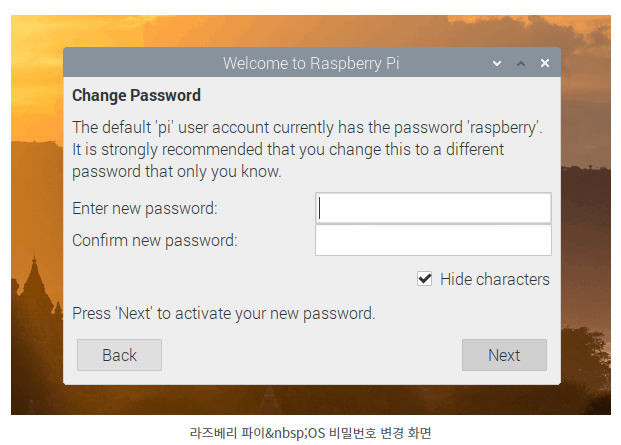 Welcome to Raspberry Pi
Change Password
The default 'pi' user account currently has the password 'raspberry'.
It is strongly recommended that you change this to a different
password that only you know.
Enter new password:
Confirm new password:
Hide characters
Press 'Next' to activate your new password.
Back
Next
라즈베리 파이&nbsp;OS 비밀번호 변경 화면